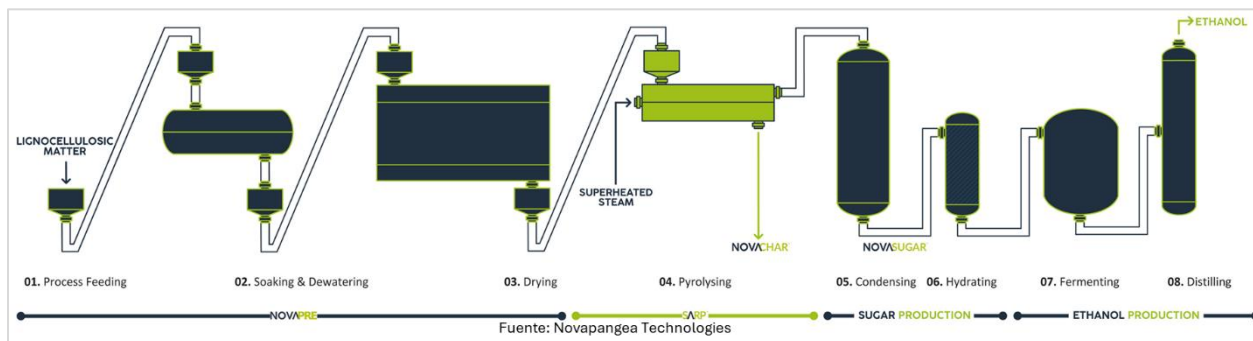 ETHANOL
LIGNOCELLULOSIC
MATTER
SUPERHEATED
STEAM
NOVACHAR
NOVASUGAR
01. Process Feeding
02. Soaking & Dewatering
03. Drying
04. Pyrolysing
05. Condensing
06. Hydrating
07. Fermenting
08. Distilling
NOVAPRE
SARP
SUGAR PRODUCTION
ETHANOL PRODUCTION
Fuente: Novapangea Technologies